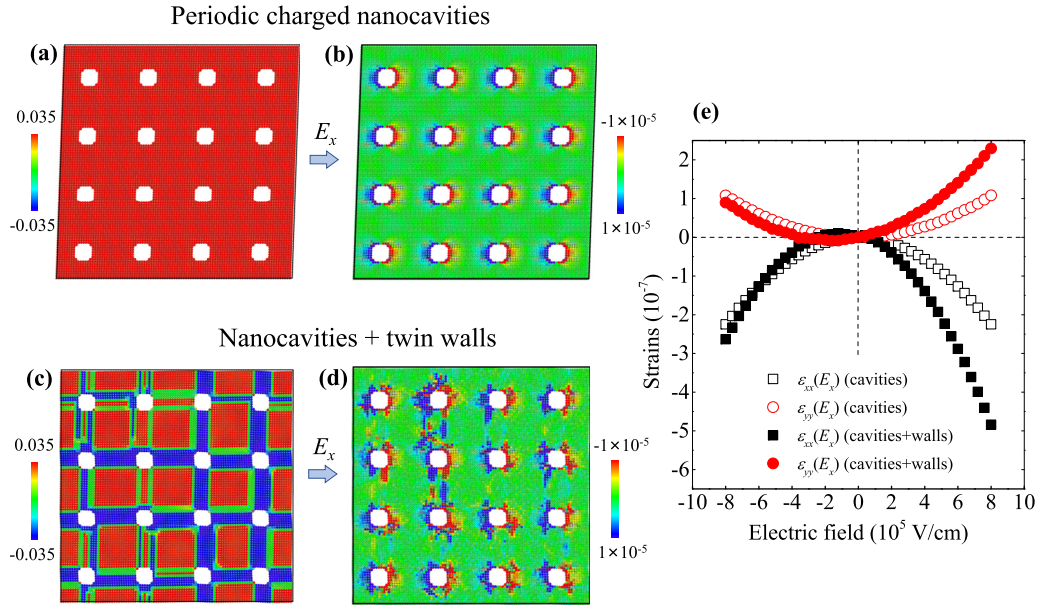 Periodic charged nanocavities
(a)
(b)
0.035
-0.035
E_x
-1×10⁻⁵
1×10⁻⁵
Nanocavities + twin walls
(c)
(d)
0.035
-0.035
E_x
-1×10⁻⁵
1×10⁻⁵
(e)
Strains (10⁻⁷)
2
1
0
-1
-2
-3
-4
-5
-6
ε_xx(E_x) (cavities)
ε_yy(E_x) (cavities)
ε_xx(E_x) (cavities+walls)
ε_yy(E_x) (cavities+walls)
-10 -8 -6 -4 -2 0 2 4 6 8 10
Electric field (10⁵ V/cm)